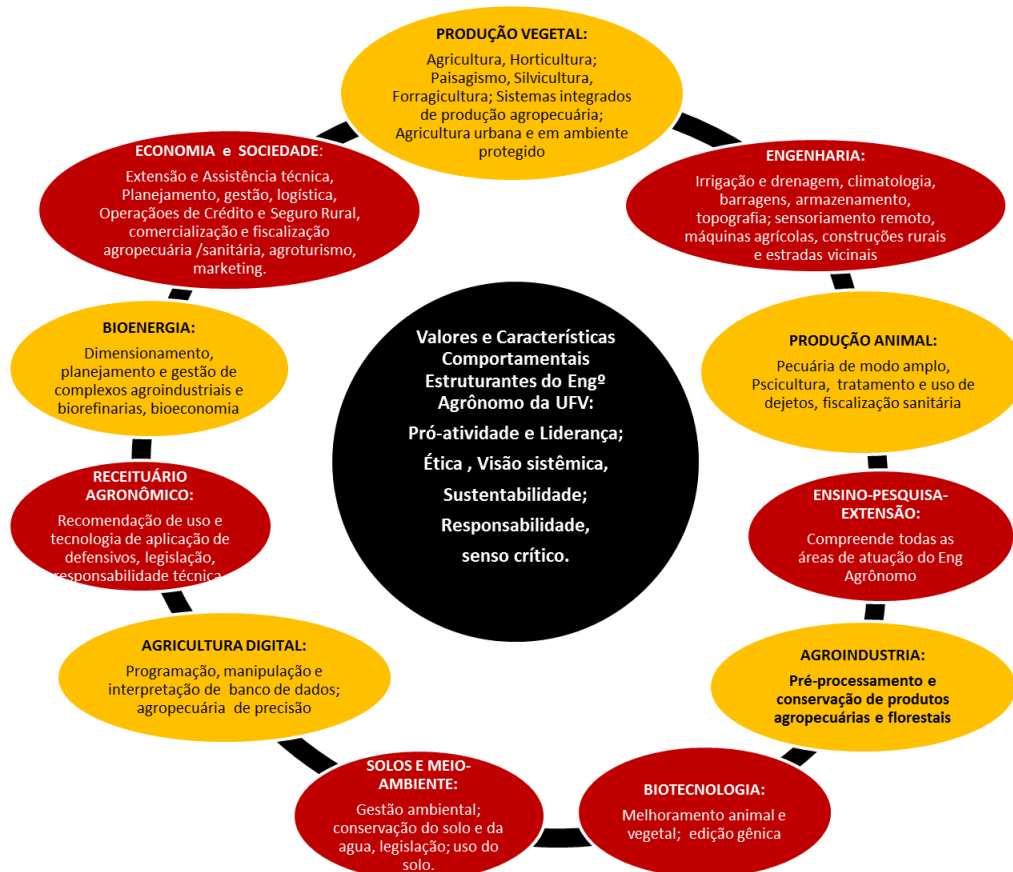 PRODUÇÃO VEGETAL:
Agricultura, Horticultura;
Paisagismo, Silvicultura,
Forragicultura; Sistemas integrados
de produção agropecuária;
Agricultura urbana e em ambiente
protegido
ENGENHARIA:
Irrigação e drenagem, climatologia,
barragens, armazenamento,
topografia; sensoriamento remoto,
máquinas agrícolas, construções rurais
e estradas vicinais
PRODUÇÃO ANIMAL:
Pecuária de modo amplo,
Pscicultura, tratamento e uso de
dejetos, fiscalização sanitária
ENSINO-PESQUISA-
EXTENSÃO:
Compreende todas as
áreas de atuação do Eng
Agrônomo
AGROINDUSTRIA:
Pré-processamento e
conservação de produtos
agropecuárias e florestais
BIOTECNOLOGIA:
Melhoramento animal e
vegetal; edição gênica
SOLOS E MEIO-
AMBIENTE:
Gestão ambiental;
conservação do solo e da
agua, legislação; uso do
solo.
AGRICULTURA DIGITAL:
Programação, manipulação e
interpretação de banco de dados;
agropecuária de precisão
RECEITUÁRIO
AGRONÔMICO:
Recomendação de uso e
tecnologia de aplicação de
defensivos, legislação,
responsabilidade técnica
BIOENERGIA:
Dimensionamento,
planejamento e gestão de
complexos agroindustriais e
biorefinarias, bioeconomia
ECONOMIA e SOCIEDADE:
Extensão e Assistência técnica,
Planejamento, gestão, logística,
Operaçãoes de Crédito e Seguro Rural,
comercialização e fiscalização
agropecuária /sanitária, agroturismo,
marketing.
Valores e Características
Comportamentais
Estruturantes do Engº
Agrônomo da UFV:
Pró-atividade e Liderança;
Ética , Visão sistêmica,
Sustentabilidade;
Responsabilidade,
senso crítico.